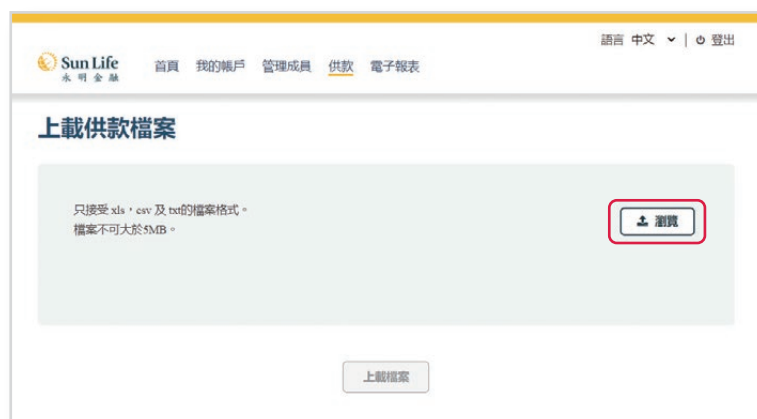 語言 中文 | 登出
Sun Life
永明金融
首頁 我的帳戶 管理成員 供款 電子報表
上載供款檔案
只接受 xls，csv 及 txt的檔案格式。
檔案不可大於5MB。
瀏覽
上載檔案